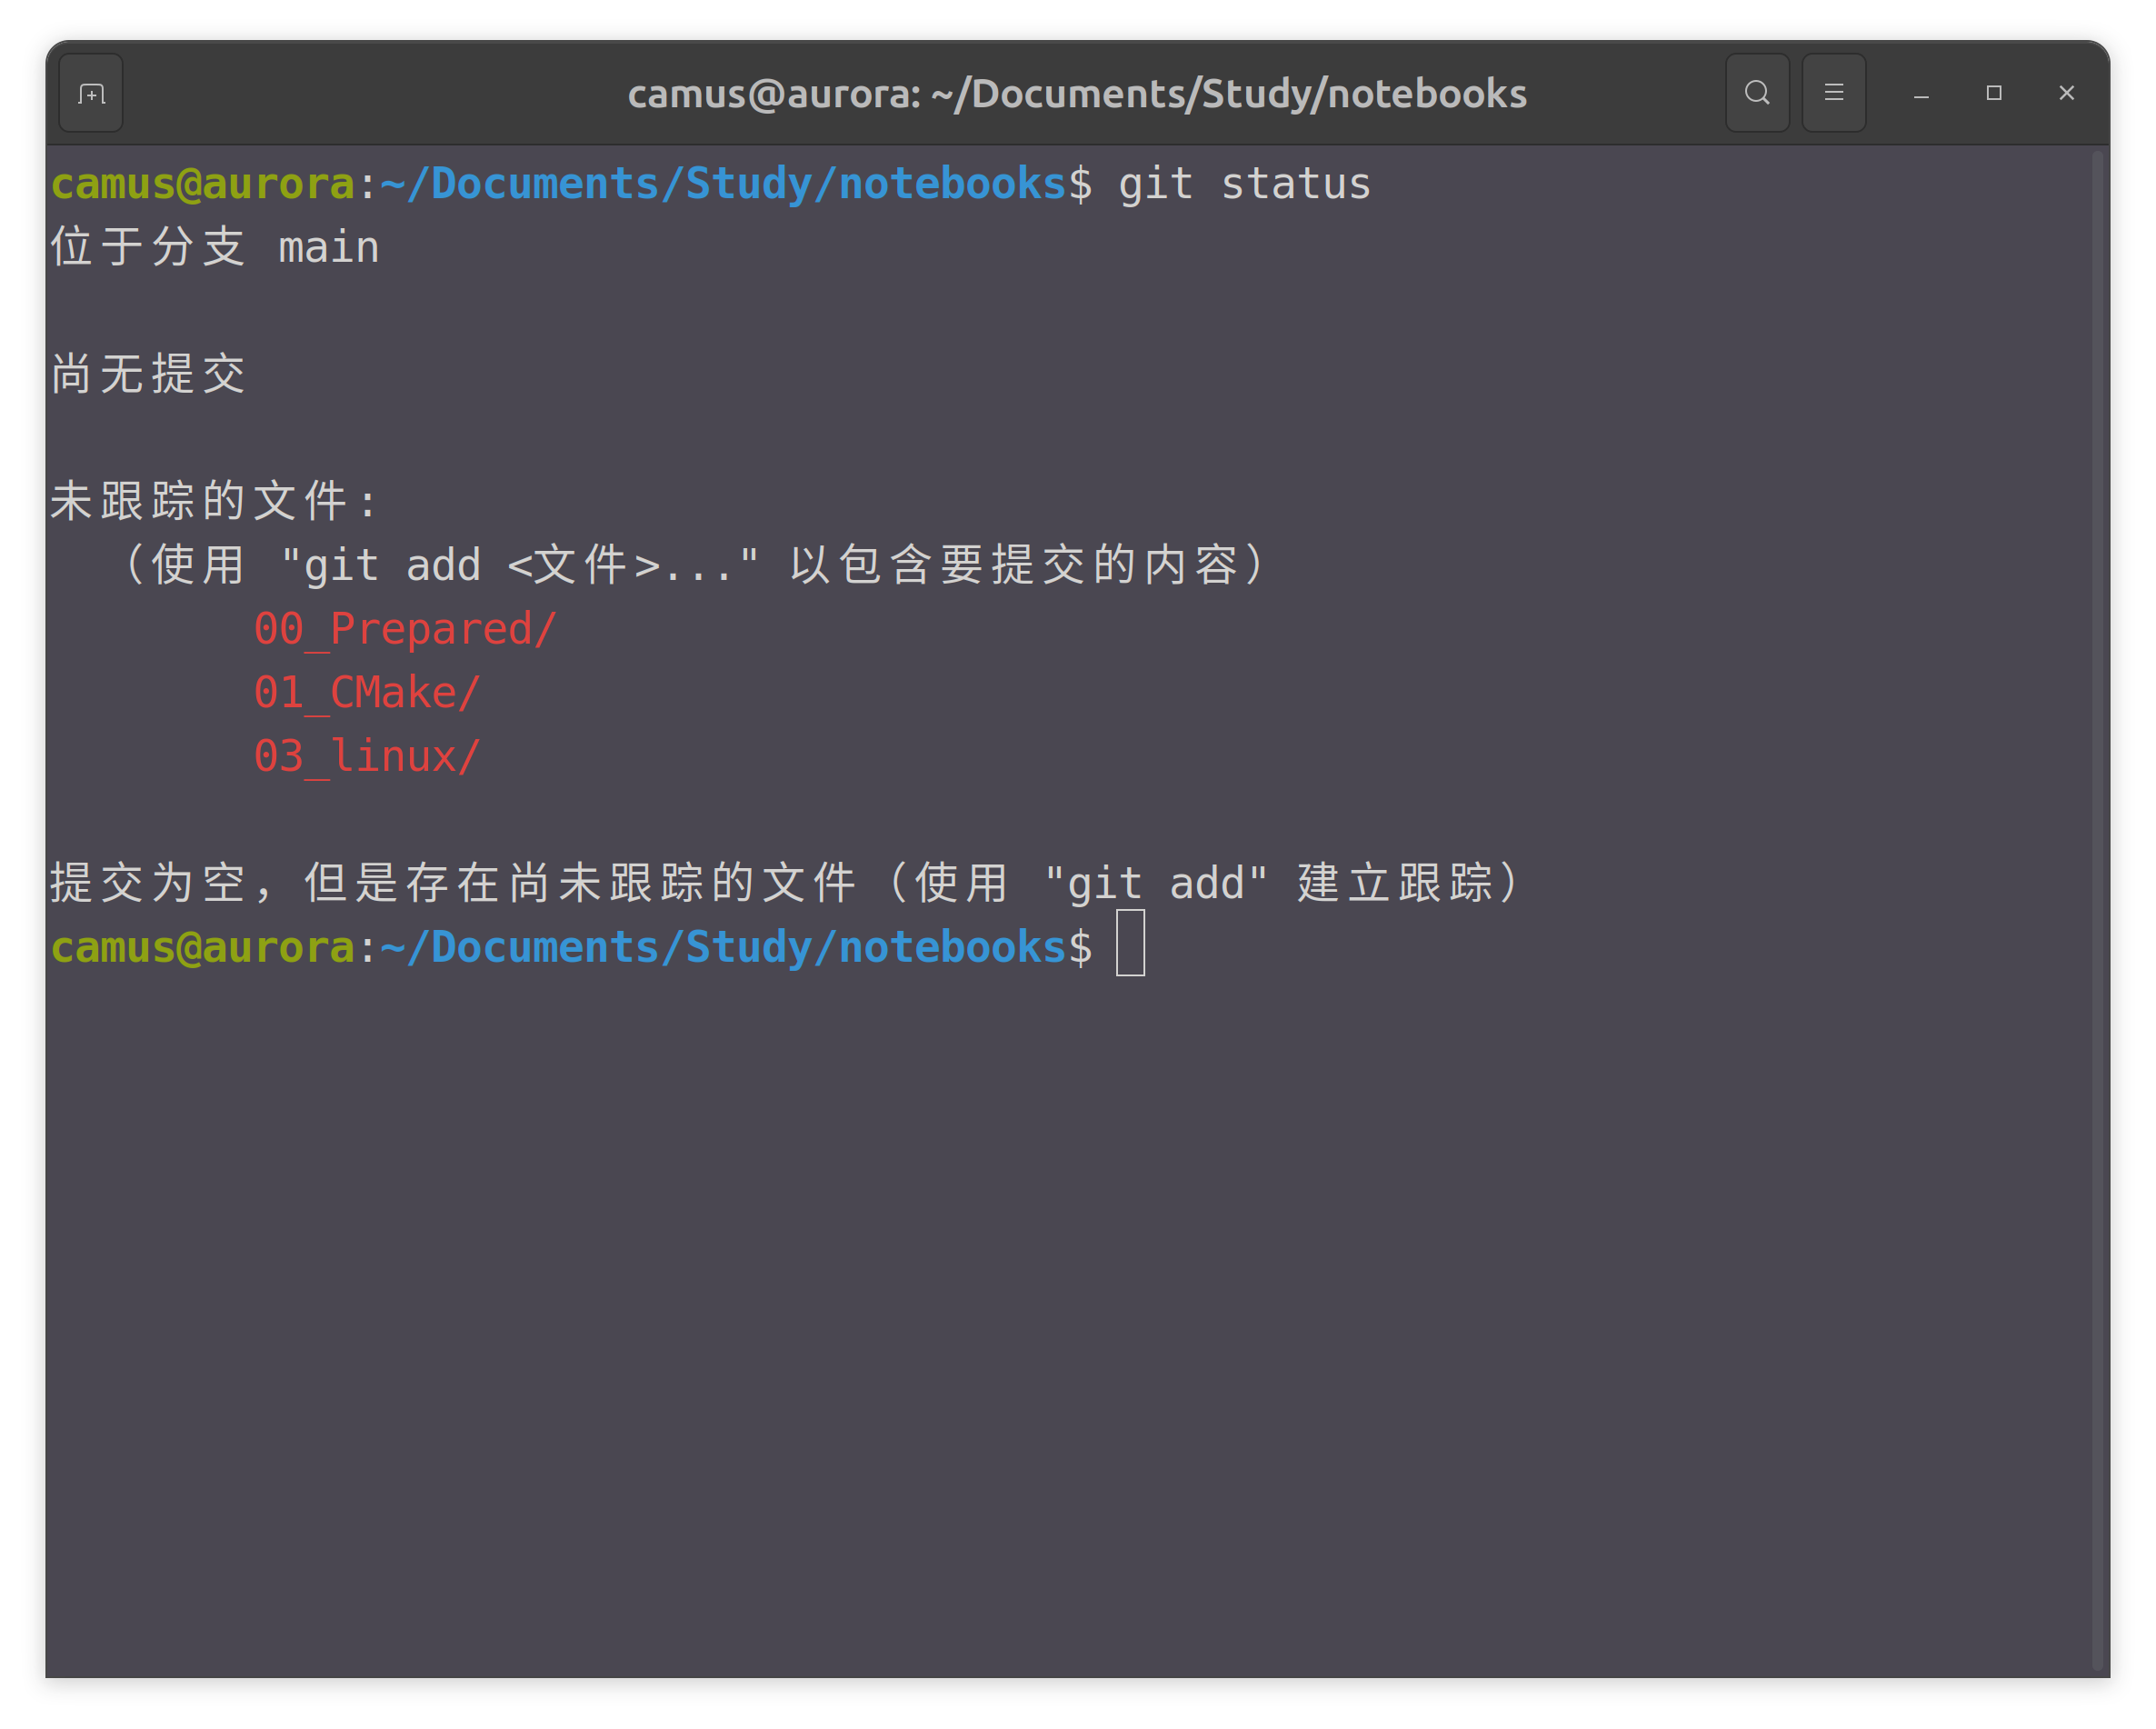 camus@aurora: ~/Documents/Study/notebooks
camus@aurora:~/Documents/Study/notebooks$ git status
位于分支 main
尚无提交
未跟踪的文件:
（使用 "git add <文件>..." 以包含要提交的内容）
00_Prepared/
01_CMake/
03_linux/
提交为空，但是存在尚未跟踪的文件（使用 "git add" 建立跟踪）
camus@aurora:~/Documents/Study/notebooks$